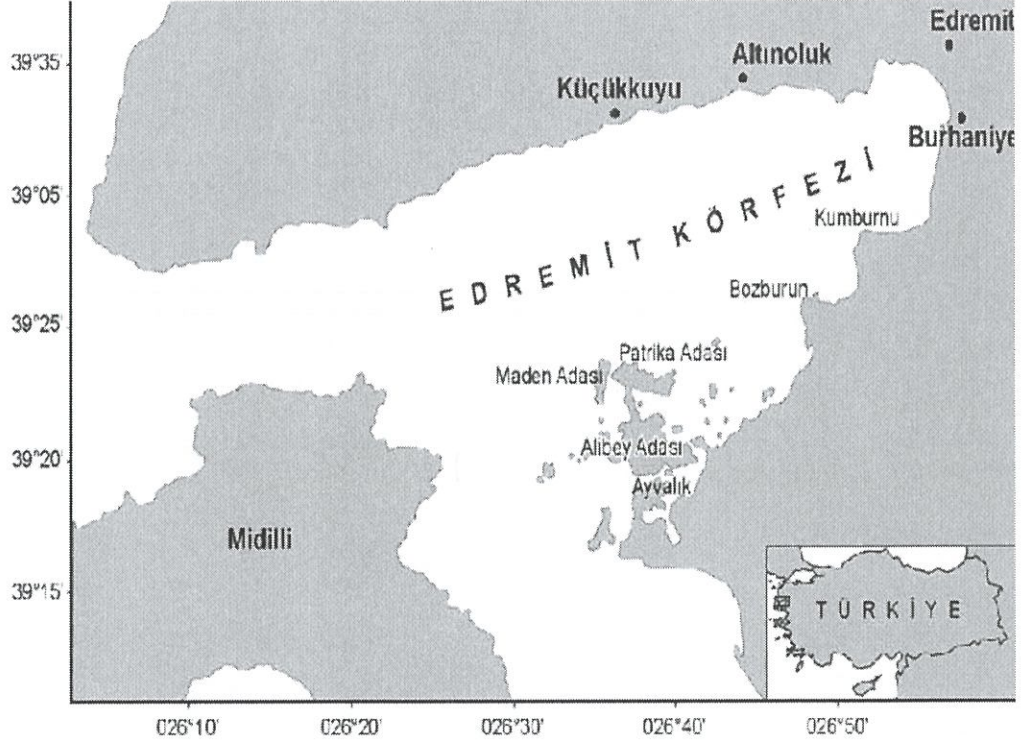 Edremit
39°35'
Altınoluk
Küçükkuyu
Burhaniye
39°05'
EDREMİT KÖRFEZİ
Kumburnu
Bozburun
39°25'
Patrika Adası
Maden Adası
Alibey Adası
39°20'
Ayvalık
Midilli
39°15'
TÜRKİYE
026°10' 026°20' 026°30' 026°40' 026°50'